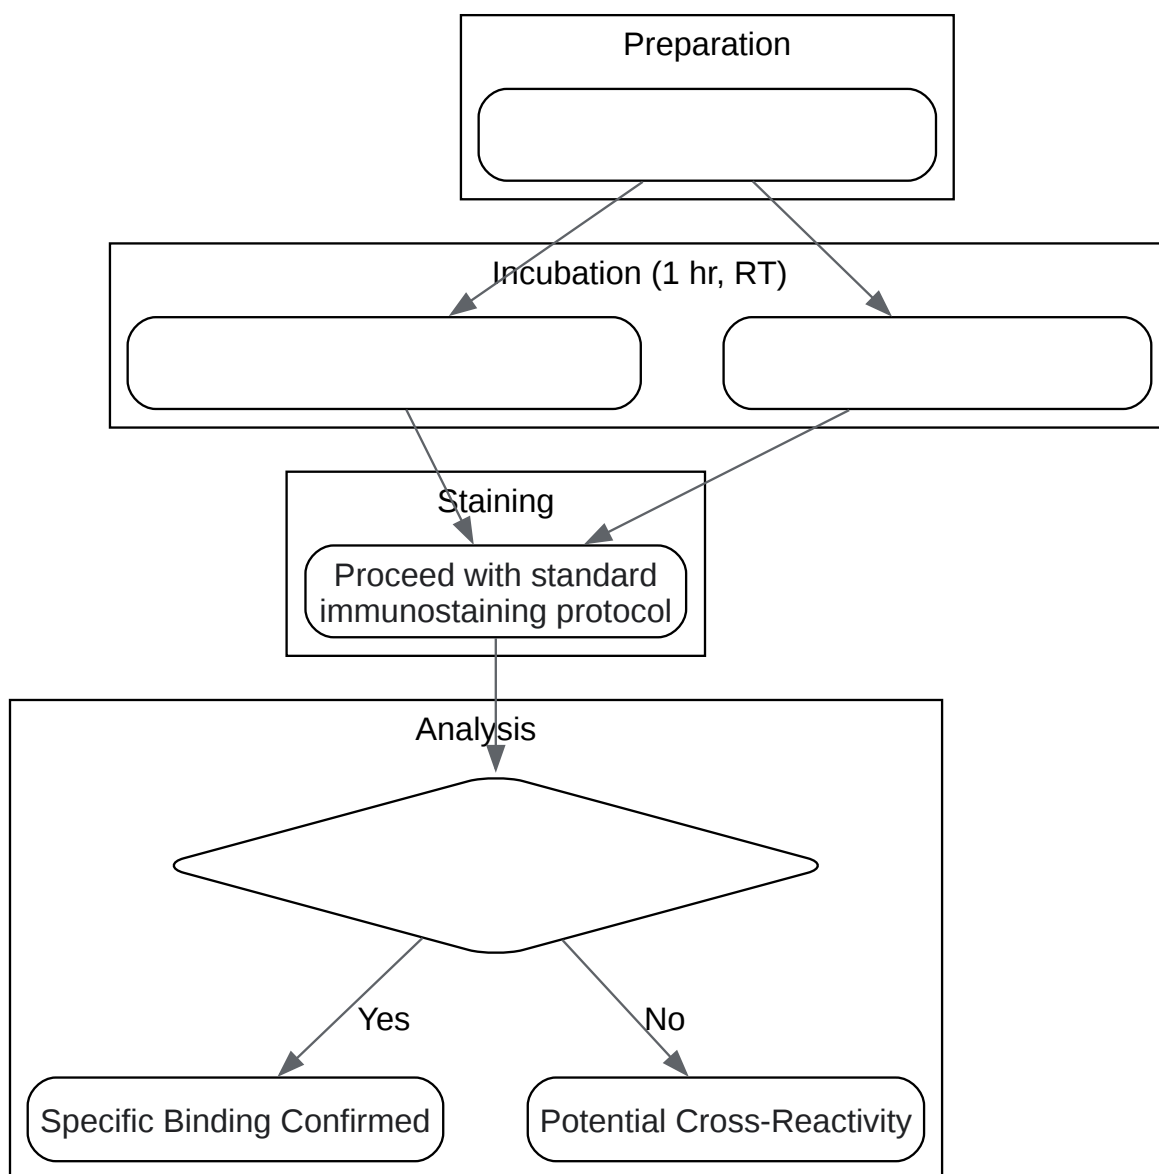 Preparation
Incubation (1 hr, RT)
Staining
Proceed with standard
immunostaining protocol
Analysis
Yes
No
Specific Binding Confirmed
Potential Cross-Reactivity